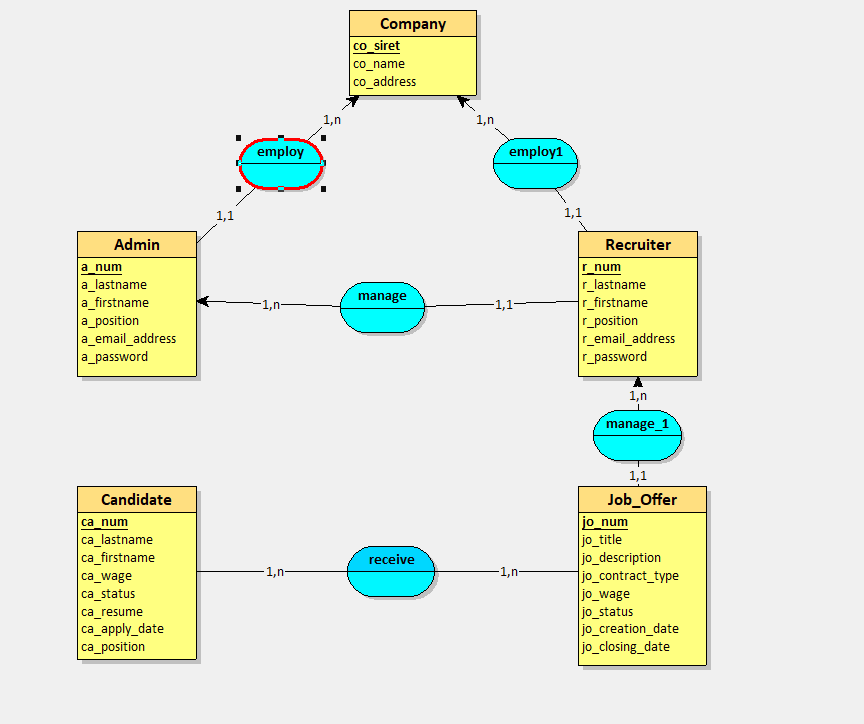 Company
co_siret
co_name
co_address
1,n
1,n
employ
employ1
1,1
1,1
Admin
a_num
a_lastname
a_firstname
a_position
a_email_address
a_password
Recruiter
r_num
r_lastname
r_firstname
r_position
r_email_address
r_password
1,n
manage
1,1
1,n
manage_1
1,1
Candidate
ca_num
ca_lastname
ca_firstname
ca_wage
ca_status
ca_resume
ca_apply_date
ca_position
1,n
receive
1,n
Job_Offer
jo_num
jo_title
jo_description
jo_contract_type
jo_wage
jo_status
jo_creation_date
jo_closing_date